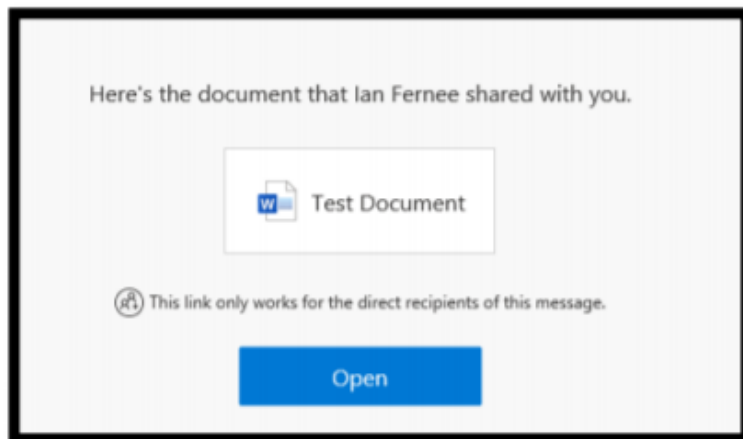 Here's the document that Ian Fernee shared with you.
W
Test Document
This link only works for the direct recipients of this message.
Open